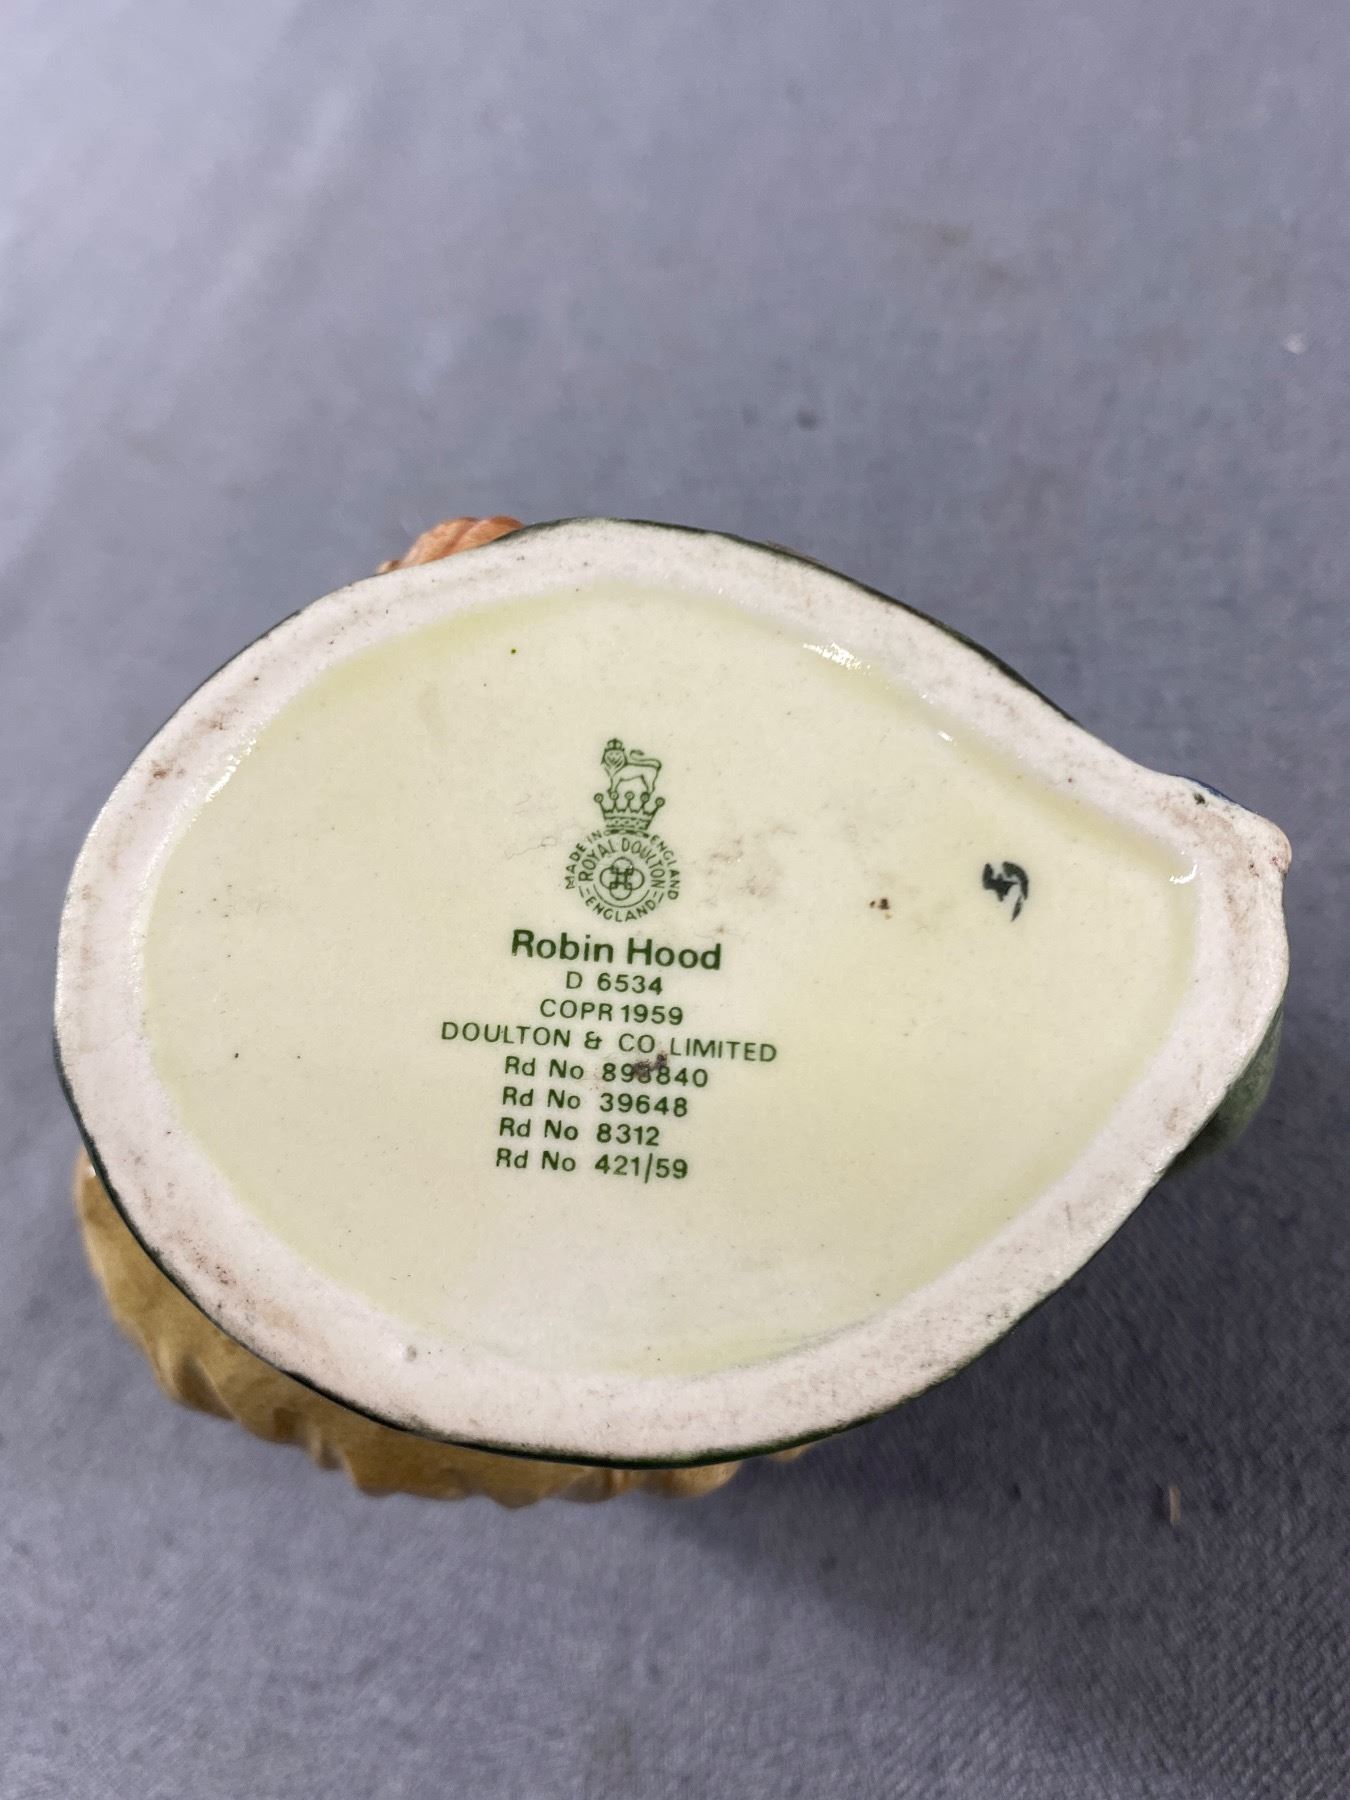 MADE IN ENGLAND
ROYAL DOULTON
ENGLAND
Robin Hood
D 6534
COPR 1959
DOULTON & CO LIMITED
Rd No 893840
Rd No 39648
Rd No 8312
Rd No 421/59